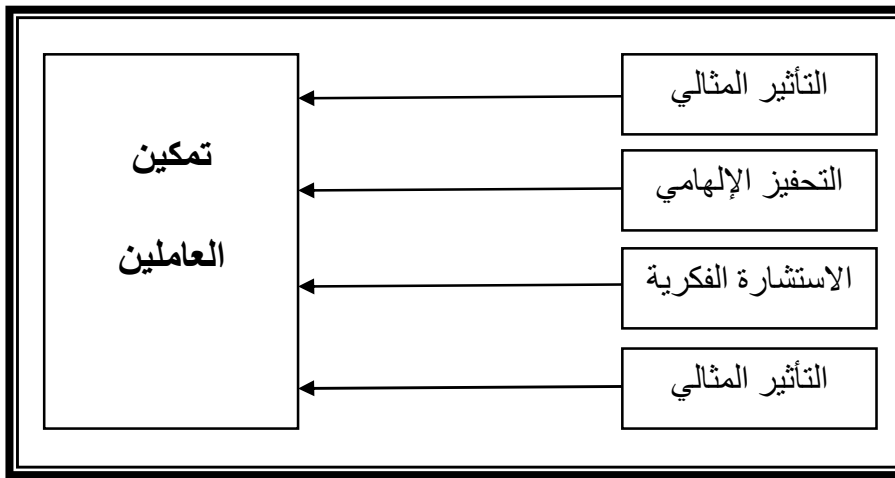 التأثير المثالي
التحفيز الإلهامي
الاستشارة الفكرية
التأثير المثالي
تمكين
العاملين